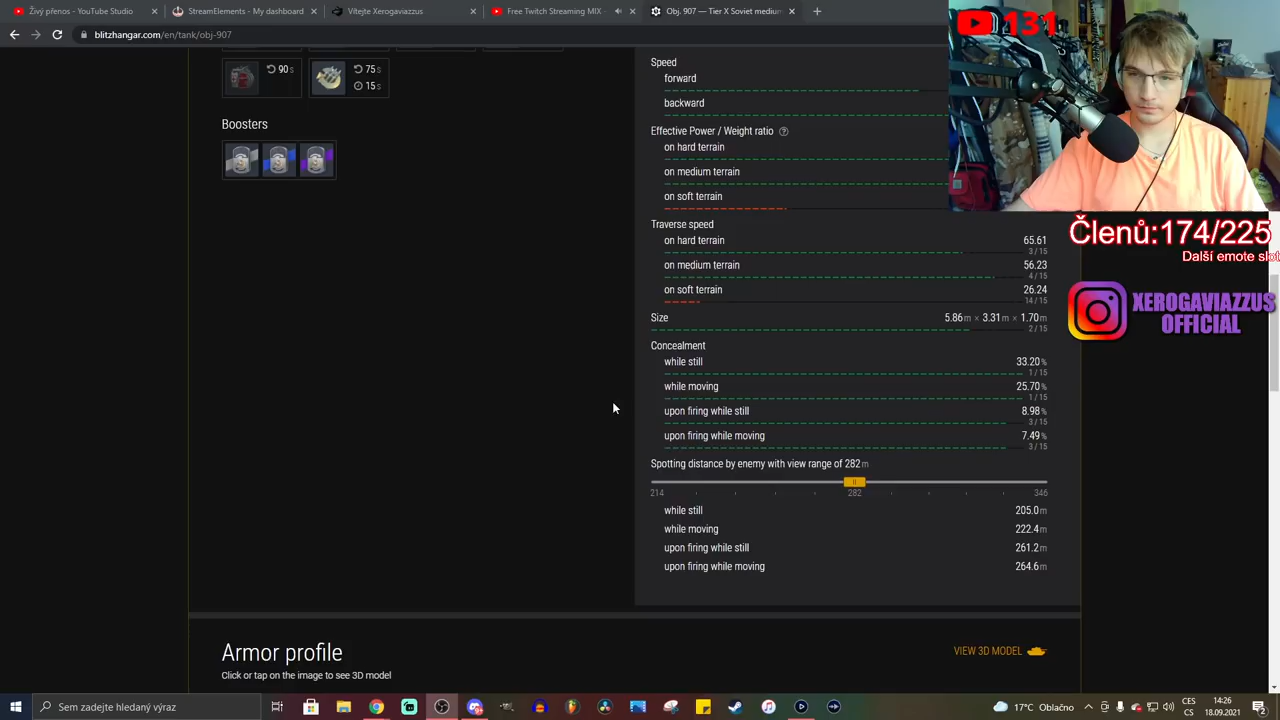 Živý přenos - YouTube Studio
StreamElements - My dashboard
Vítejte Xerogaviazzus
Free Twitch Streaming MIX -
Obj. 907 — Tier X Soviet medium
blitzhangar.com/en/tank/obj-907
131
90 s
75 s
15 s
Boosters
Speed
forward
backward
Effective Power / Weight ratio
on hard terrain
on medium terrain
on soft terrain
Traverse speed
on hard terrain 65.61
3 / 15
on medium terrain 56.23
4 / 15
on soft terrain 26.24
14 / 15
Size 5.86 m × 3.31 m × 1.70 m
2 / 15
Concealment
while still 33.20 %
1 / 15
while moving 25.70 %
1 / 15
upon firing while still 8.98 %
3 / 15
upon firing while moving 7.49 %
3 / 15
Spotting distance by enemy with view range of 282 m
214 282 346
while still 205.0 m
while moving 222.4 m
upon firing while still 261.2 m
upon firing while moving 264.6 m
Členů:174/225
Další emote slot
XEROGAVIAZZUS
OFFICIAL
Armor profile
VIEW 3D MODEL
Click or tap on the image to see 3D model
Sem zadejte hledaný výraz
17°C Oblačno
CES
CS
14:26
18.09.2021
2